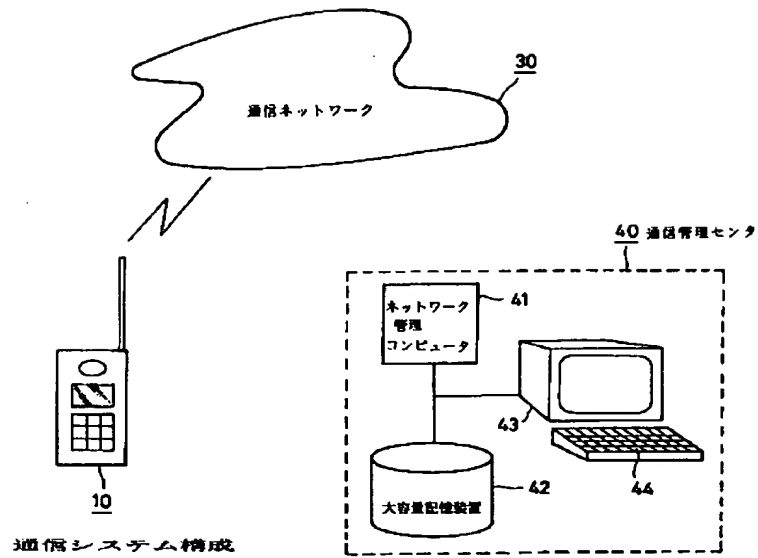 30
通信ネットワーク
40 通信管理センタ
ネットワーク
管理
コンピュータ
41
43
44
大容量記憶装置
42
10
通信システム構成